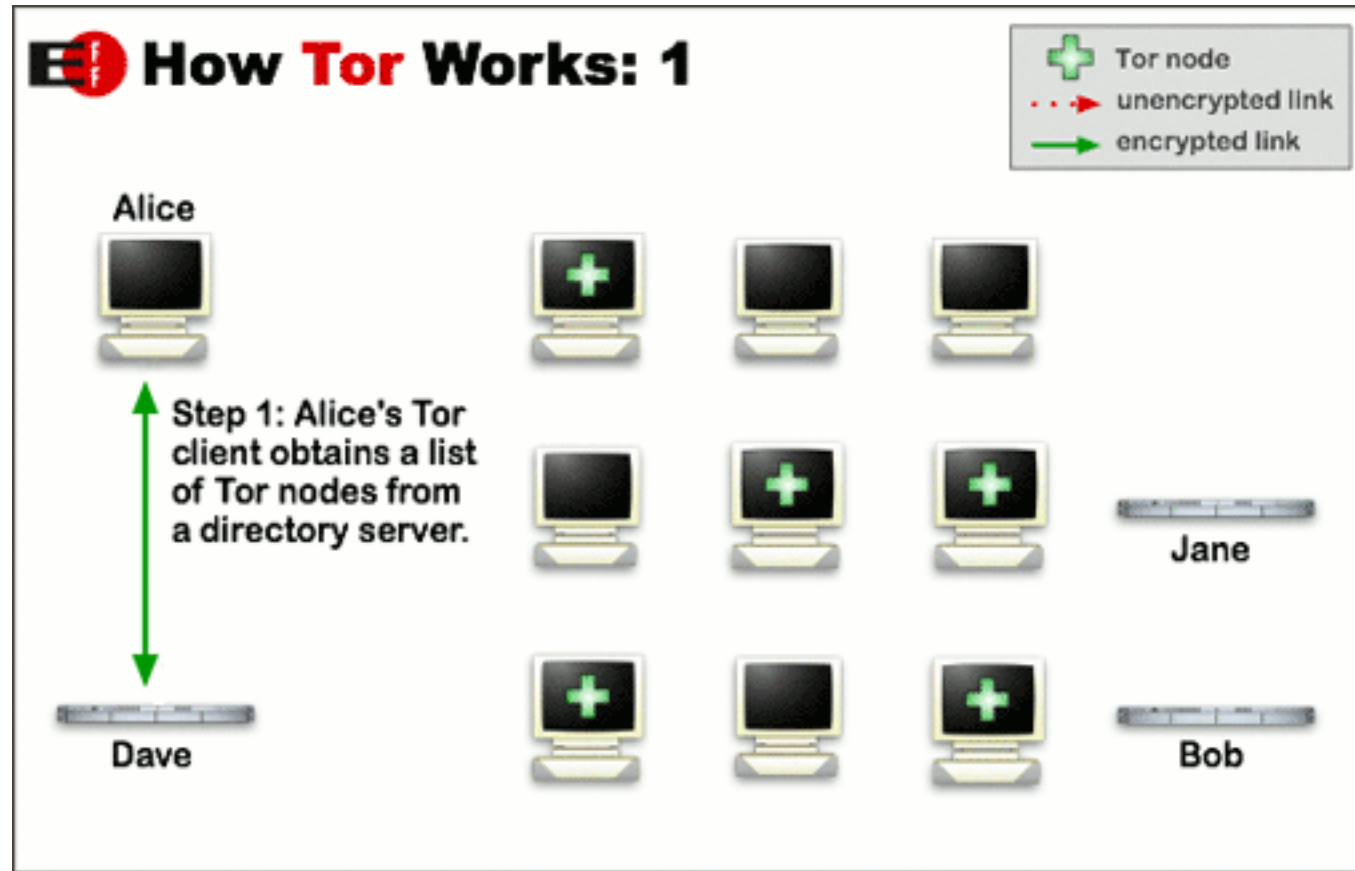 EFF How Tor Works: 1
Tor node
unencrypted link
encrypted link
Alice
Step 1: Alice's Tor
client obtains a list
of Tor nodes from
a directory server.
Jane
Dave
Bob